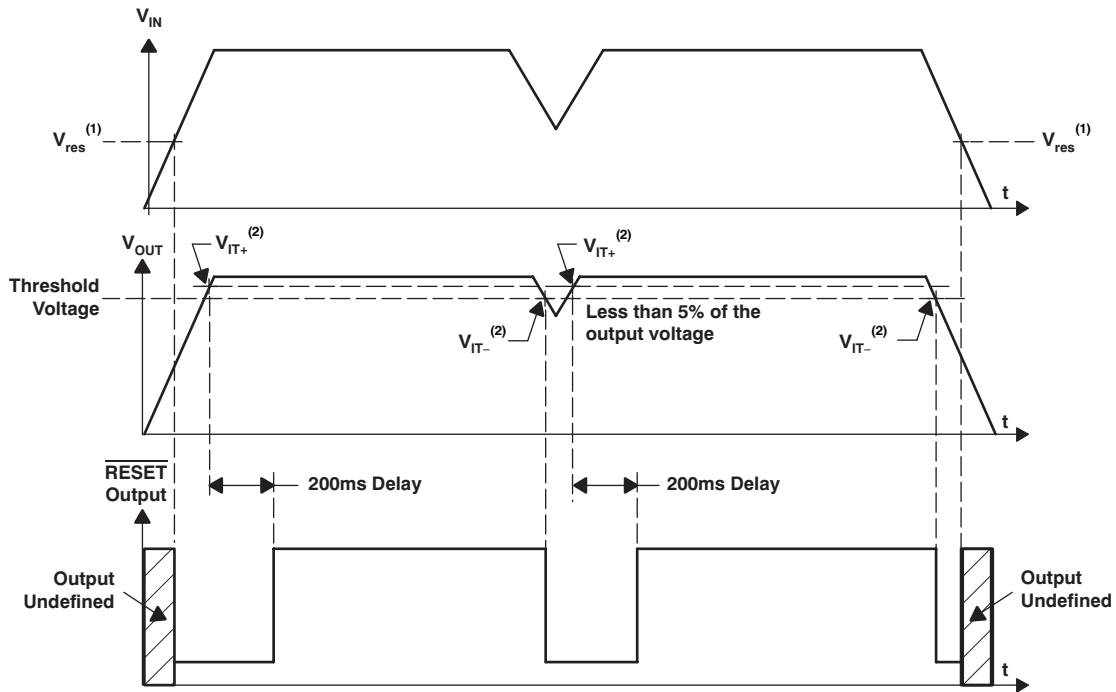 V_IN
V_res^(1)
V_res^(1)
t
V_OUT
V_IT+^(2)
V_IT+^(2)
Threshold
Voltage
Less than 5% of the
output voltage
V_IT–^(2)
V_IT–^(2)
t
RESET
Output
200ms Delay
200ms Delay
Output
Undefined
Output
Undefined
t